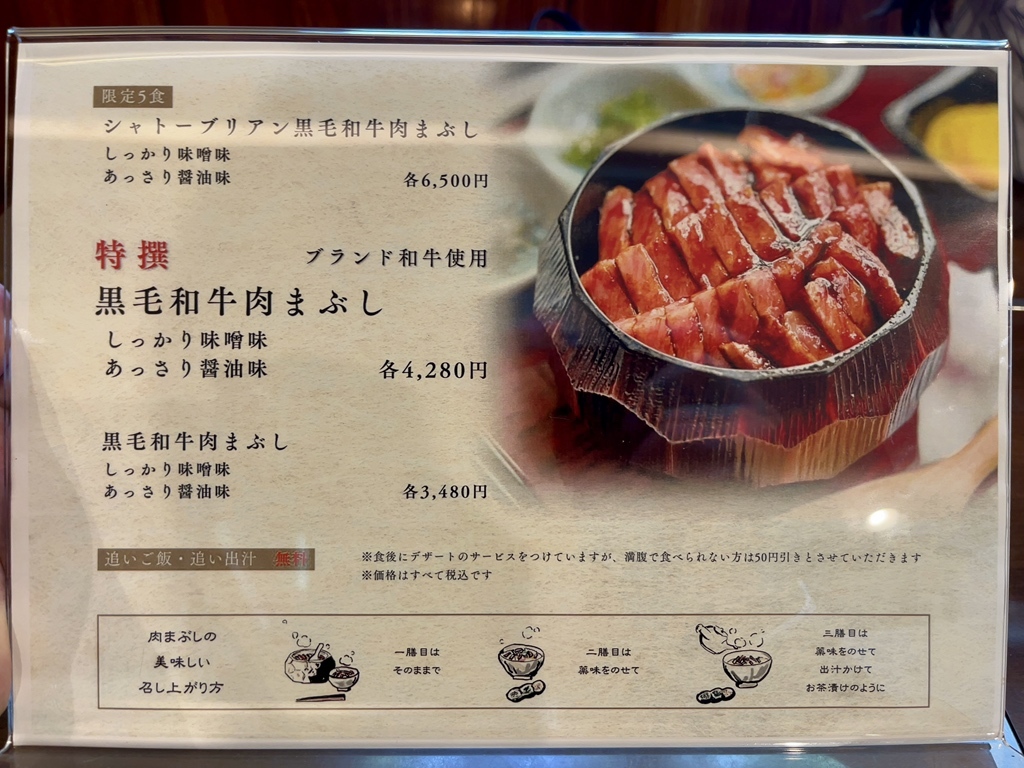 限定5食
シャトーブリアン黒毛和牛肉まぶし
しっかり味噌味
あっさり醤油味 各6,500円
特撰 ブランド和牛使用
黒毛和牛肉まぶし
しっかり味噌味
あっさり醤油味 各4,280円
黒毛和牛肉まぶし
しっかり味噌味
あっさり醤油味 各3,480円
追いご飯・追い出汁 無料
※食後にデザートのサービスをつけていますが、満腹で食べられない方は50円引きとさせていただきます
※価格はすべて税込です
肉まぶしの
美味しい
召し上がり方
一膳目は
そのままで
二膳目は
薬味をのせて
三膳目は
薬味をのせて
出汁かけて
お茶漬けのように